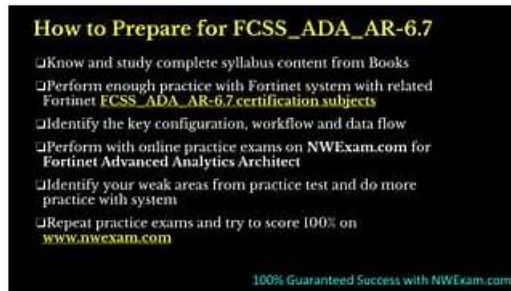 How to Prepare for FCSS_ADA_AR-6.7
❑Know and study complete syllabus content from Books
❑Perform enough practice with Fortinet system with related
Fortinet FCSS_ADA_AR-6.7 certification subjects
❑Identify the key configuration, workflow and data flow
❑Perform with online practice exams on NWExam.com for
Fortinet Advanced Analytics Architect
❑Identify your weak areas from practice test and do more
practice with system
❑Repeat practice exams and try to score 100% on
www.nwexam.com
100% Guaranteed Success with NWExam.com